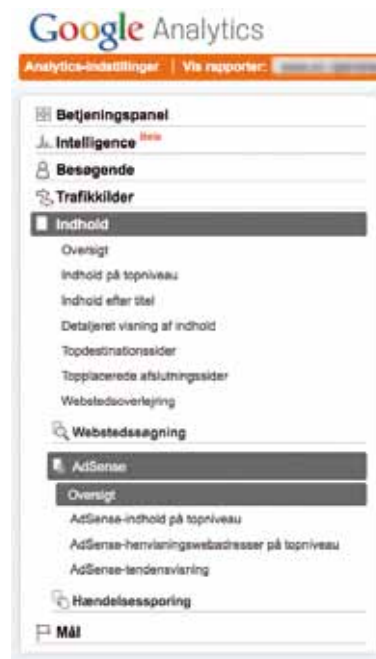 Google Analytics
Analytics-indstillinger | Vis rapporter:
Betjeningspanel
Intelligence Beta
Besøgende
Trafikkilder
Indhold
Oversigt
Indhold på topniveau
Indhold efter titel
Detaljeret visning af indhold
Topdestinationssider
Topplacerede afslutningssider
Webstedsoverlejring
Webstedssøgning
AdSense
Oversigt
AdSense-indhold på topniveau
AdSense-henvisningswebadresser på topniveau
AdSense-tendensvisning
Hændelsessporing
Mål